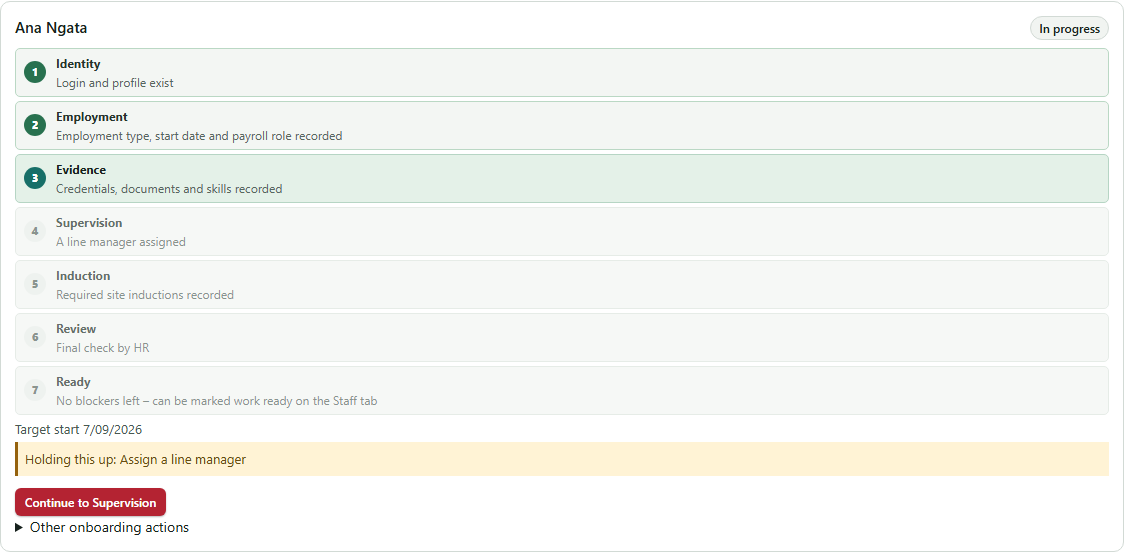 Ana Ngata
In progress
1
Identity
Login and profile exist
2
Employment
Employment type, start date and payroll role recorded
3
Evidence
Credentials, documents and skills recorded
4
Supervision
A line manager assigned
5
Induction
Required site inductions recorded
6
Review
Final check by HR
7
Ready
No blockers left – can be marked work ready on the Staff tab
Target start 7/09/2026
Holding this up: Assign a line manager
Continue to Supervision
Other onboarding actions